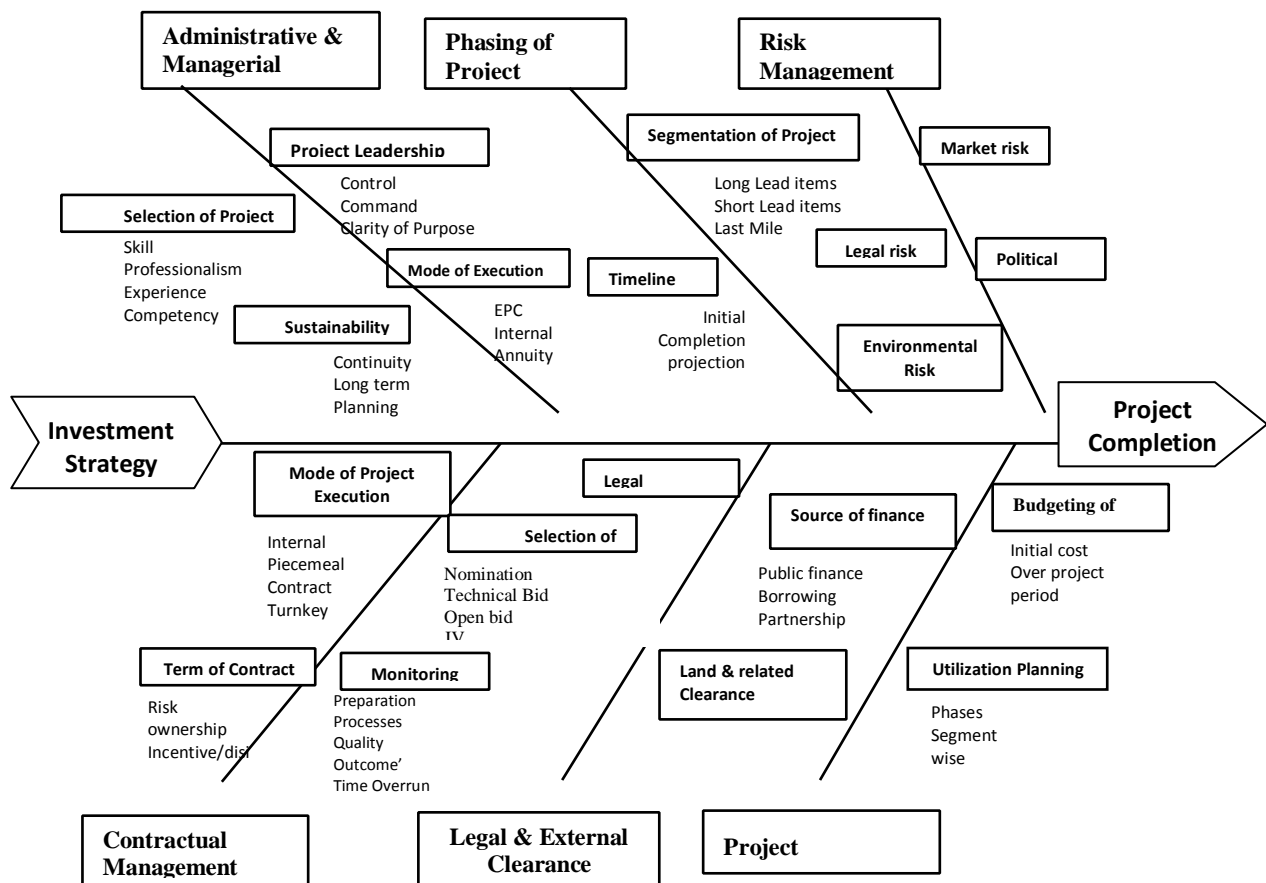 Administrative &
Managerial
Phasing of
Project
Risk
Management
Project Leadership
Control
Command
Clarity of Purpose
Selection of Project
Skill
Professionalism
Experience
Competency
Mode of Execution
EPC
Internal
Annuity
Sustainability
Continuity
Long term
Planning
Segmentation of Project
Long Lead items
Short Lead items
Last Mile
Timeline
Initial
Completion
projection
Market risk
Legal risk
Political
Environmental
Risk
Investment
Strategy
Project
Completion
Mode of Project
Execution
Internal
Piecemeal
Contract
Turnkey
Selection of
Nomination
Technical Bid
Open bid
Term of Contract
Risk
ownership
Incentive/disi
Monitoring
Preparation
Processes
Quality
Outcome’
Time Overrun
Legal
Land & related
Clearance
Source of finance
Public finance
Borrowing
Partnership
Budgeting of
Initial cost
Over project
period
Utilization Planning
Phases
Segment
wise
Contractual
Management
Legal & External
Clearance
Project